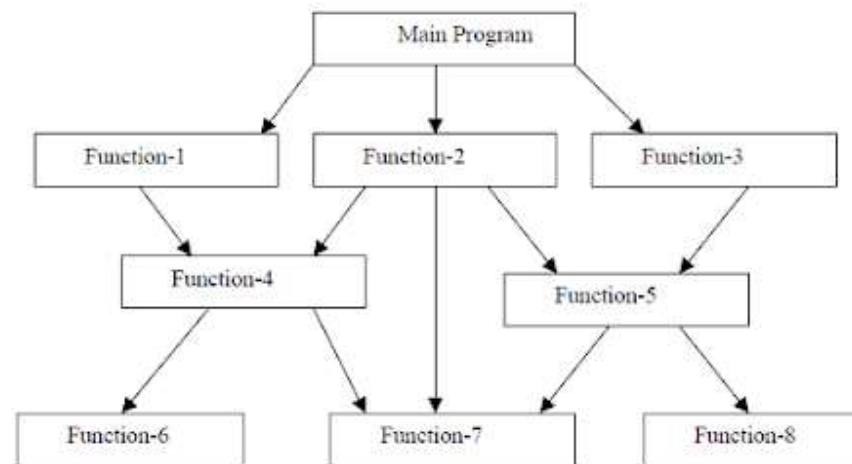 Main Program
Function-1
Function-2
Function-3
Function-4
Function-5
Function-6
Function-7
Function-8